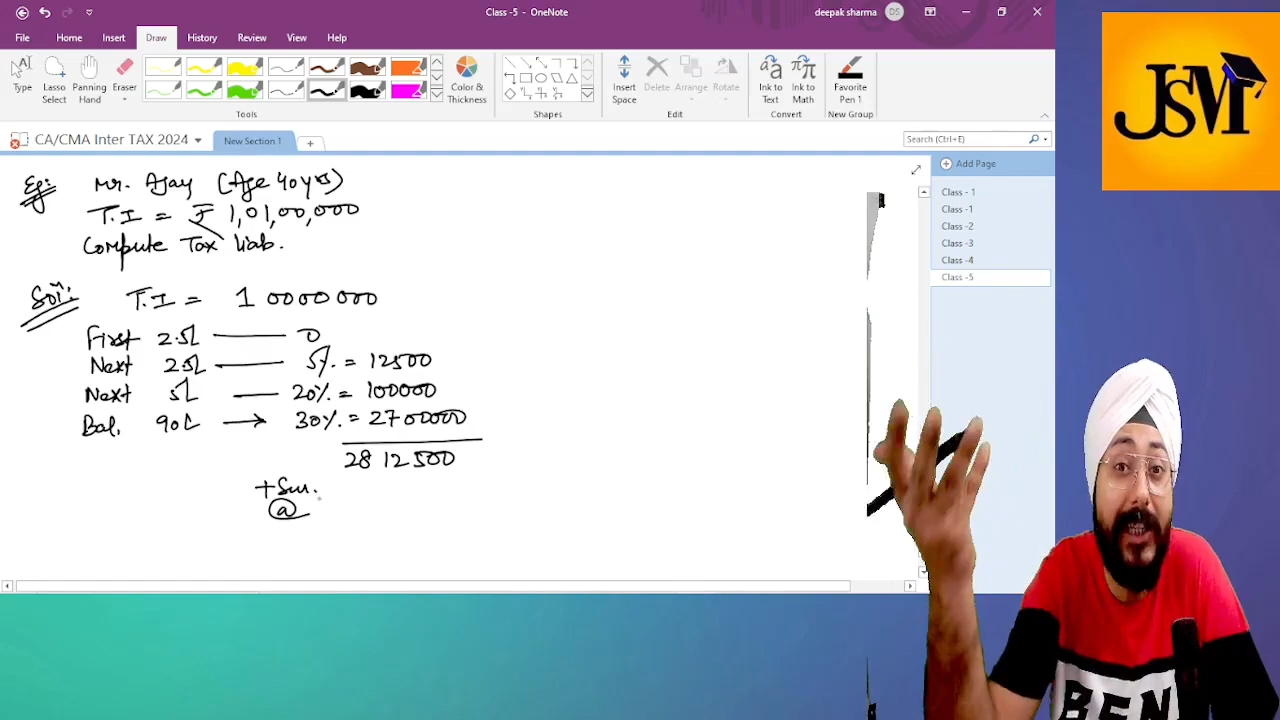 Class -5 - OneNote
deepak sharma DS
File Home Insert Draw History Review View Help
Type
Lasso Select
Panning Hand
Eraser
Color & Thickness
Insert Space
Delete
Arrange
Rotate
Ink to Text
Ink to Math
Favorite Pen 1
Tools
Shapes
Edit
Convert
New Group
CA/CMA Inter TAX 2024
New Section 1
Search (Ctrl+E)
Add Page
Class - 1
Class -1
Class -2
Class -3
Class -4
Class -5
Eg: Mr. Ajay (Age 40yrs)
T.I = ₹ 1,01,00,000
Compute Tax liab.
Soln: T.I = 1 0000000
First 2.5L —— 0
Next 2.5L —— 5% = 12500
Next 5L — 20% = 100000
Bal. 90L → 30% = 2700000
28 12 500
+ Sur.
@
JSM
BEN